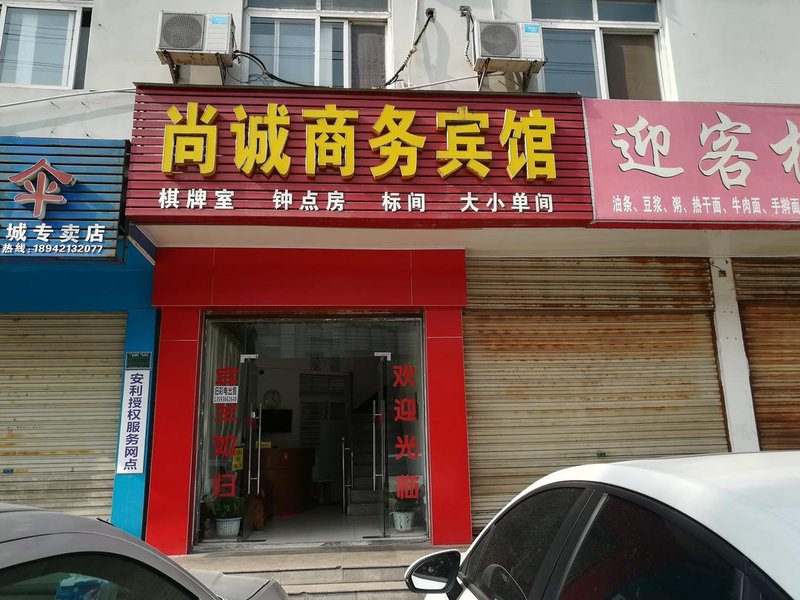 尚诚商务宾馆
棋牌室 钟点房 标间 大小单间
迎客
油条、豆浆、粥、热干面、牛肉面、手擀面
城专卖店
热线:18942132077
安利授权服务网点
宾至如归
欢迎光临